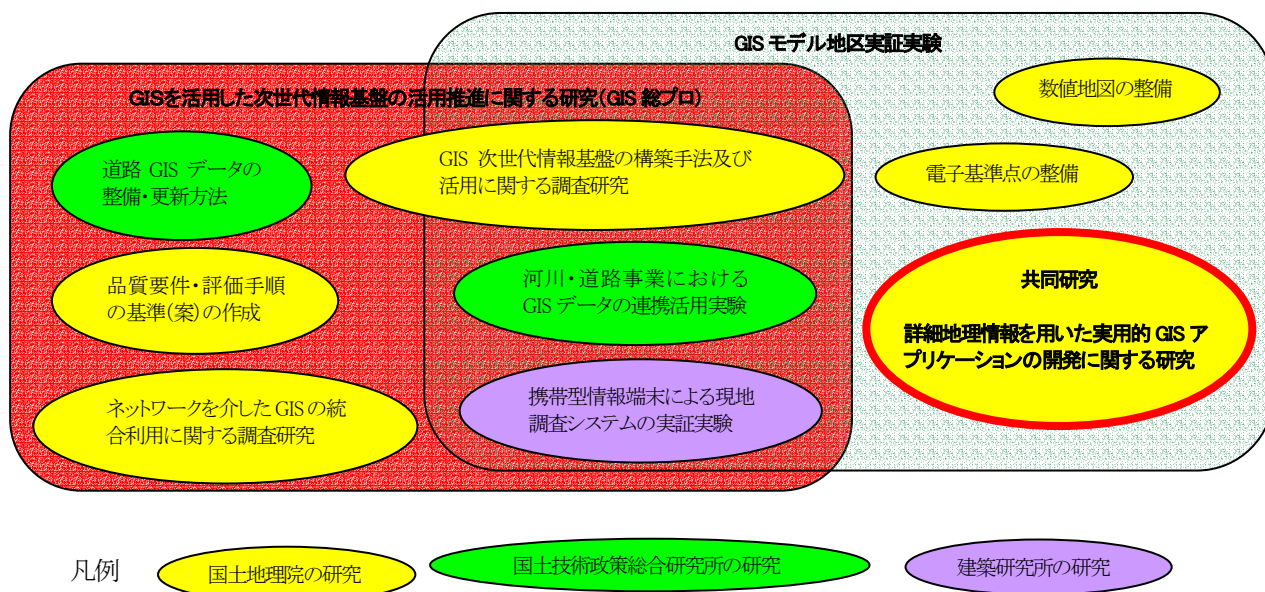 GIS モデル地区実証実験
GISを活用した次世代情報基盤の活用推進に関する研究(GIS 総プロ)
数値地図の整備
道路 GIS データの
整備・更新方法
GIS 次世代情報基盤の構築手法及び
活用に関する調査研究
電子基準点の整備
品質要件・評価手順
の基準(案)の作成
河川・道路事業における
GIS データの連携活用実験
共同研究
詳細地理情報を用いた実用的 GIS ア
プリケーションの開発に関する研究
ネットワークを介した GIS の統
合利用に関する調査研究
携帯型情報端末による現地
調査システムの実証実験
凡例
国土地理院の研究
国土技術政策総合研究所の研究
建築研究所の研究